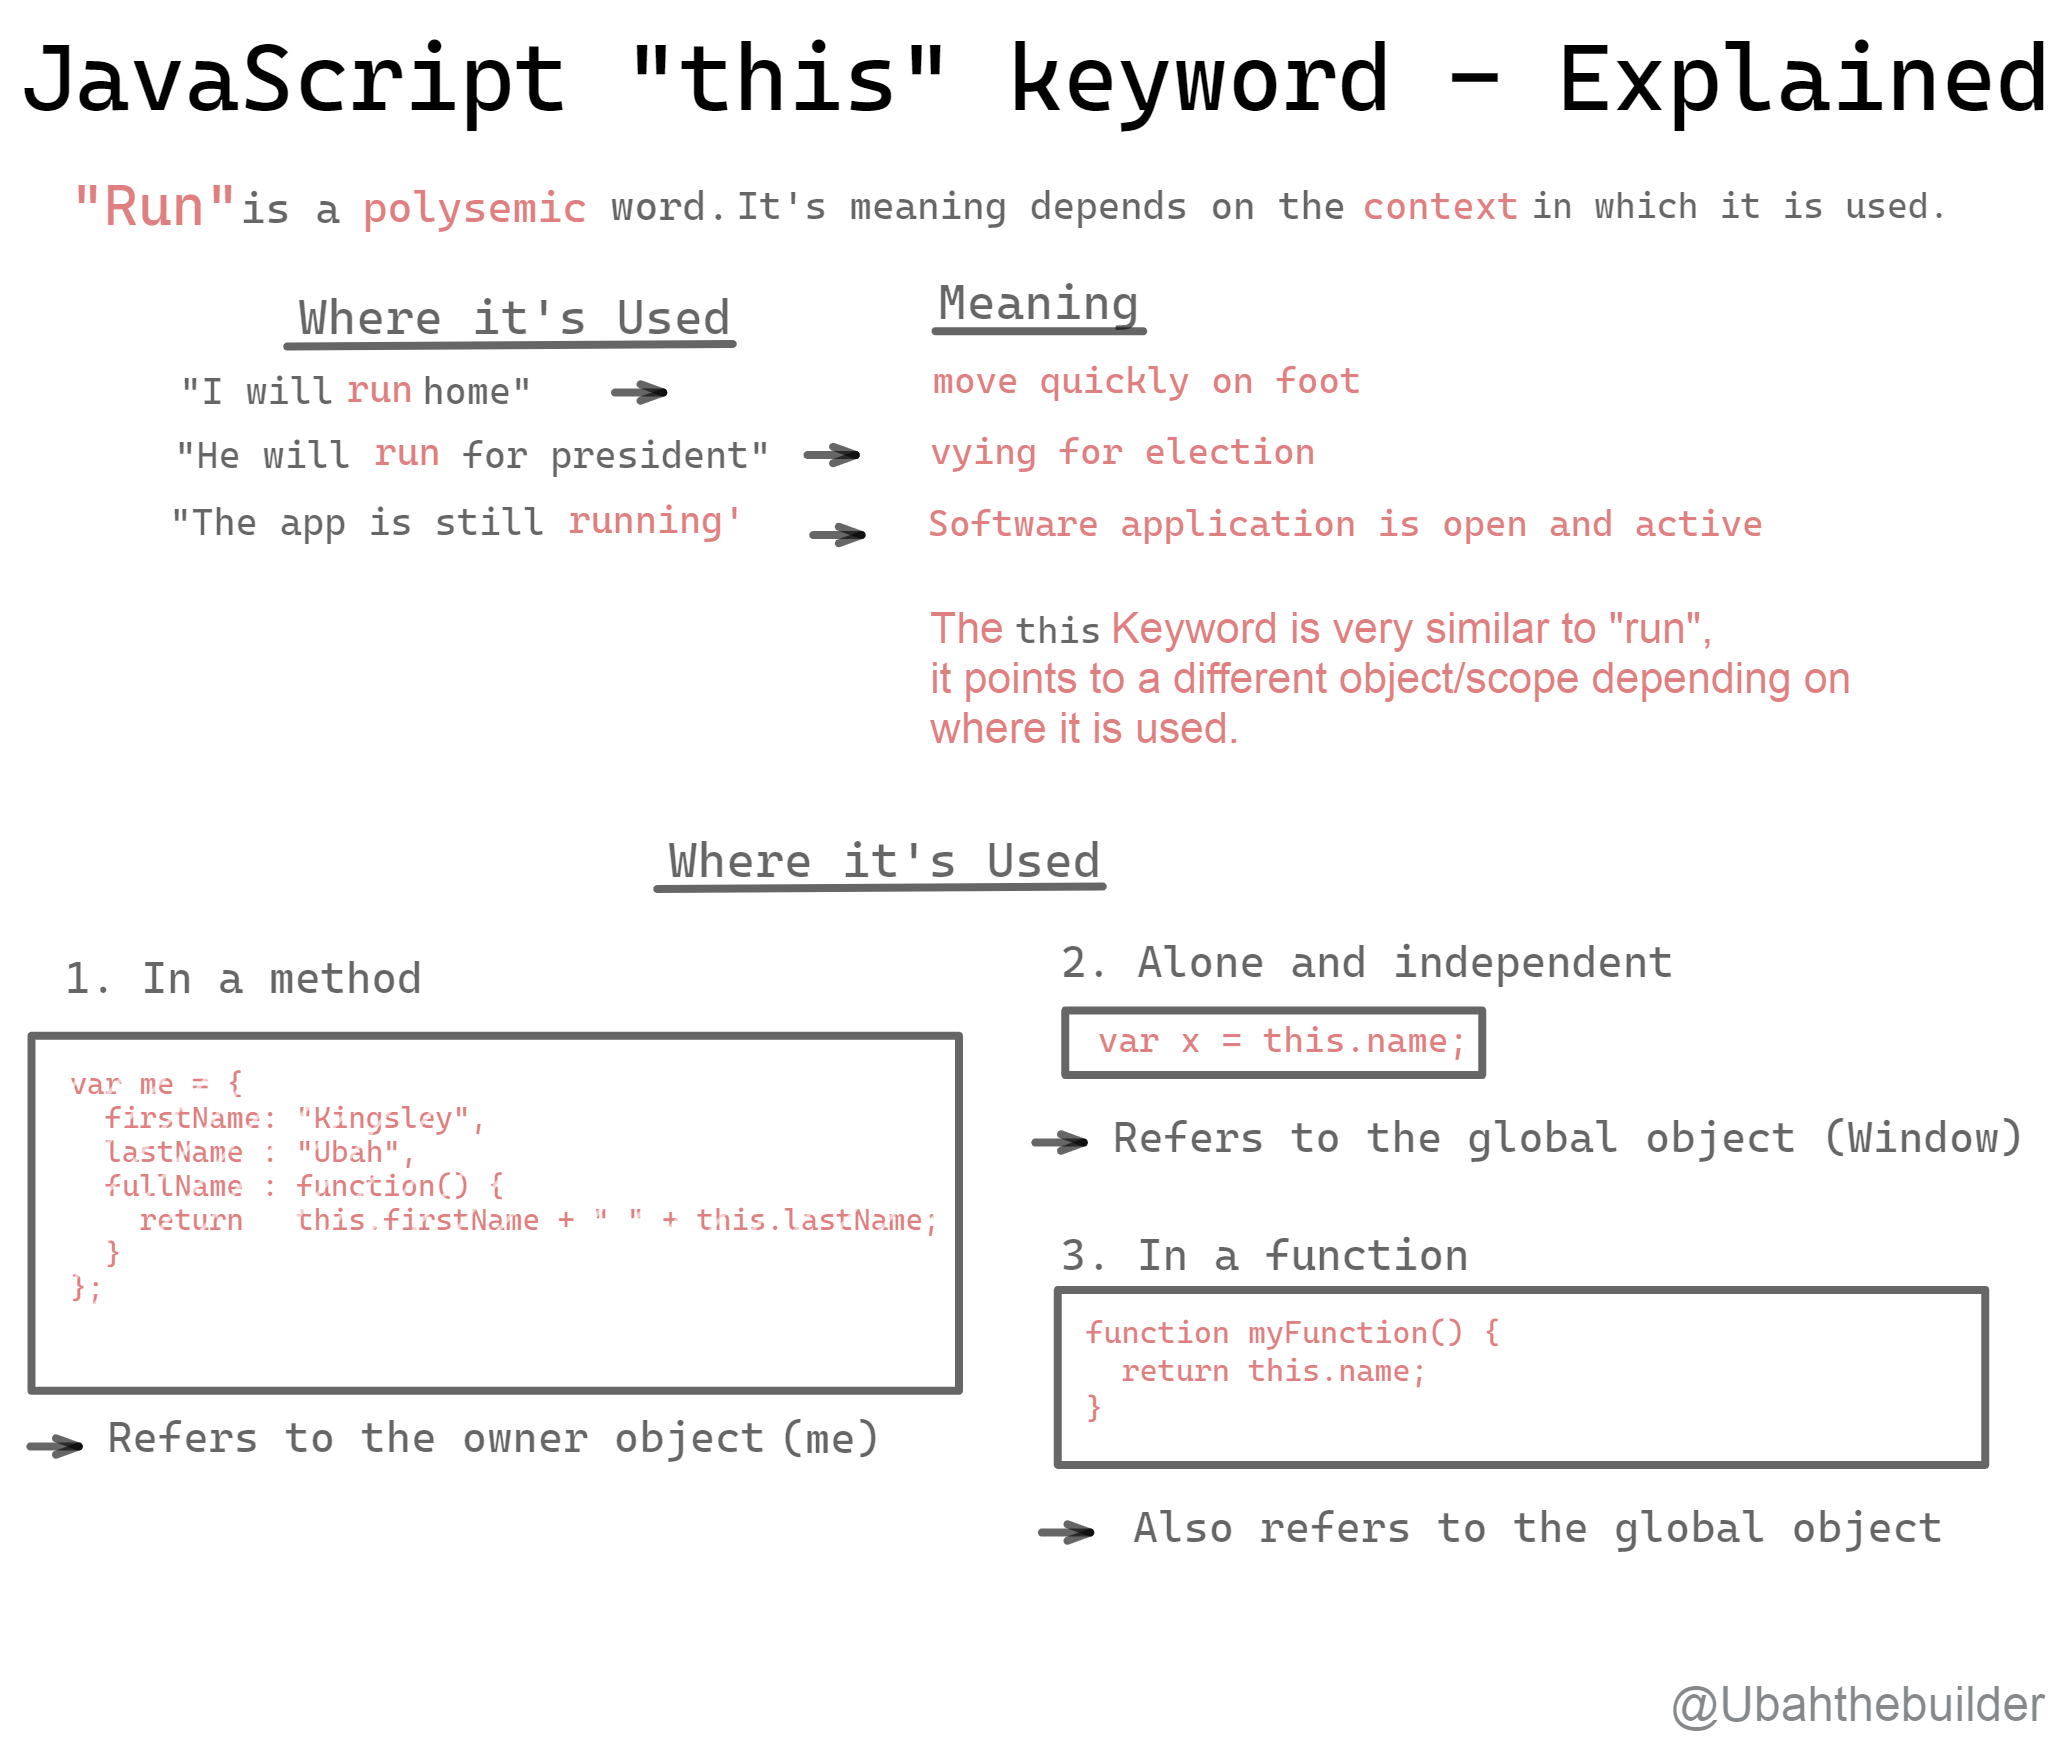 JavaScript "this" keyword - Explained
"Run" is a polysemic word. It's meaning depends on the context in which it is used.
Where it's Used
Meaning
"I will run home"
move quickly on foot
"He will run for president"
vying for election
"The app is still running'
Software application is open and active
The this Keyword is very similar to "run",
it points to a different object/scope depending on
where it is used.
Where it's Used
1. In a method
var me = {
  firstName: "Kingsley",
  lastName : "Ubah",
  fullName : function() {
    return   this.firstName + " " + this.lastName;
  }
};
Refers to the owner object (me)
2. Alone and independent
var x = this.name;
Refers to the global object (Window)
3. In a function
function myFunction() {
  return this.name;
}
Also refers to the global object
@Ubahthebuilder